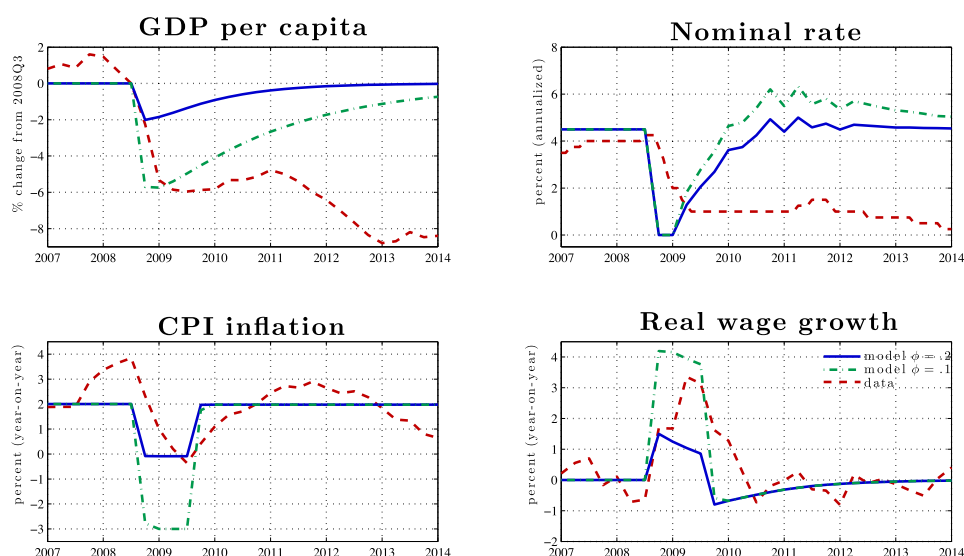 GDP per capita
% change from 2008Q3
2
0
−2
−4
−6
−8
2007 2008 2009 2010 2011 2012 2013 2014
Nominal rate
percent (annualized)
8
6
4
2
0
2007 2008 2009 2010 2011 2012 2013 2014
CPI inflation
percent (year-on-year)
4
3
2
1
0
−1
−2
−3
2007 2008 2009 2010 2011 2012 2013 2014
Real wage growth
percent (year-on-year)
4
3
2
1
0
−1
−2
2007 2008 2009 2010 2011 2012 2013 2014
model ϕ = .2
model ϕ = .1
data